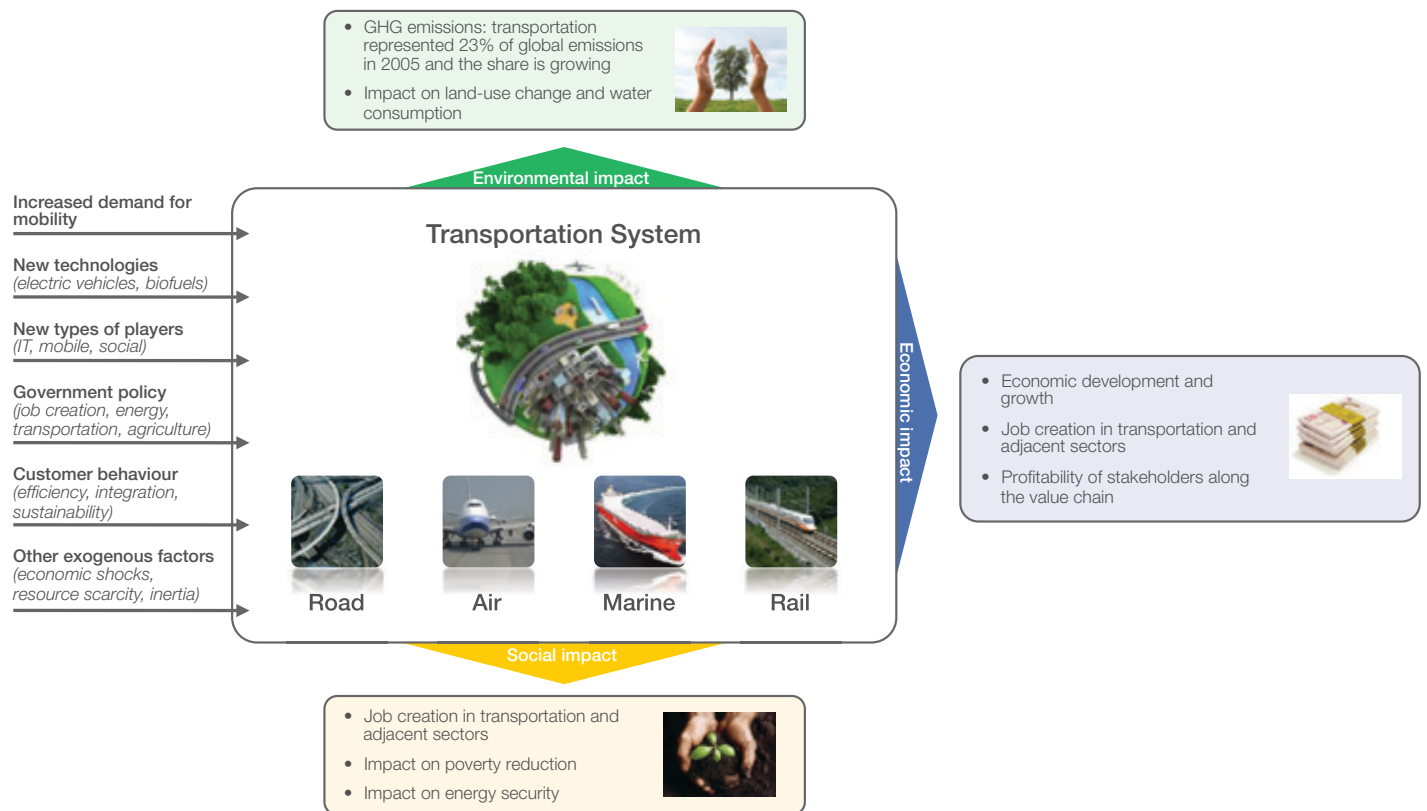 • GHG emissions: transportation
represented 23% of global emissions
in 2005 and the share is growing
• Impact on land-use change and water
consumption
Environmental impact
Increased demand for
mobility
New technologies
(electric vehicles, biofuels)
New types of players
(IT, mobile, social)
Government policy
(job creation, energy,
transportation, agriculture)
Customer behaviour
(efficiency, integration,
sustainability)
Other exogenous factors
(economic shocks,
resource scarcity, inertia)
Transportation System
Road
Air
Marine
Rail
Economic impact
• Economic development and
growth
• Job creation in transportation and
adjacent sectors
• Profitability of stakeholders along
the value chain
Social impact
• Job creation in transportation and
adjacent sectors
• Impact on poverty reduction
• Impact on energy security